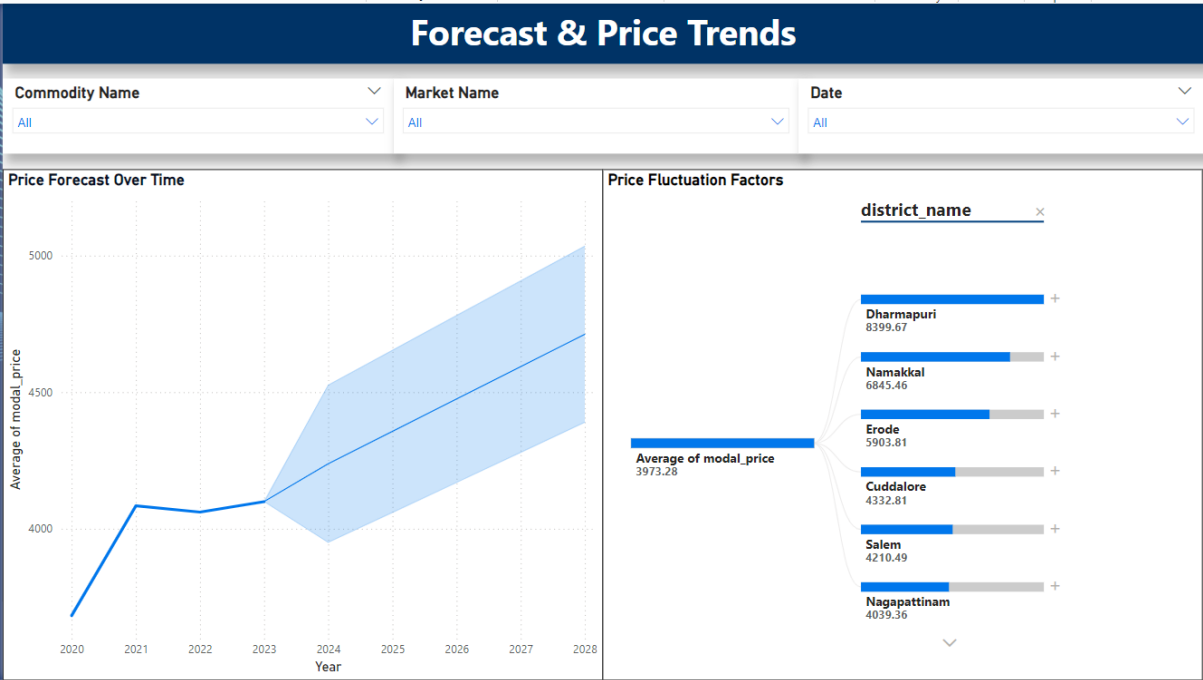 Forecast & Price Trends
Commodity Name
All
Market Name
All
Date
All
Price Forecast Over Time
Average of modal_price
5000
4500
4000
2020 2021 2022 2023 2024 2025 2026 2027 2028
Year
Price Fluctuation Factors
district_name
Average of modal_price
3973.28
Dharmapuri
8399.67
Namakkal
6845.46
Erode
5903.81
Cuddalore
4332.81
Salem
4210.49
Nagapattinam
4039.36